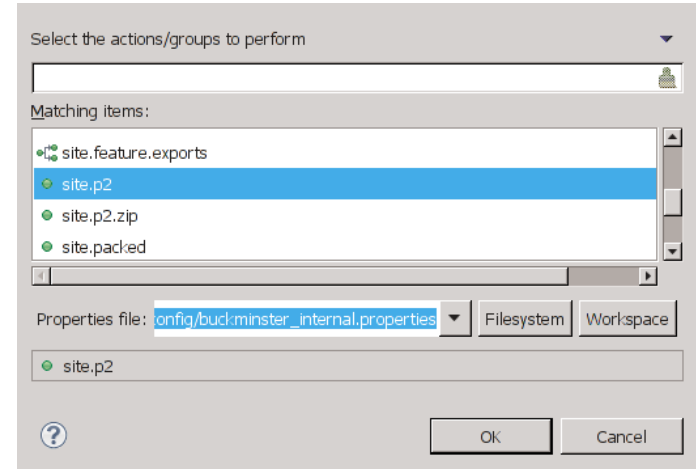 Select the actions/groups to perform
Matching items:
site.feature.exports
site.p2
site.p2.zip
site.packed
Properties file: onfig/buckminster_internal.properties Filesystem Workspace
site.p2
? OK Cancel